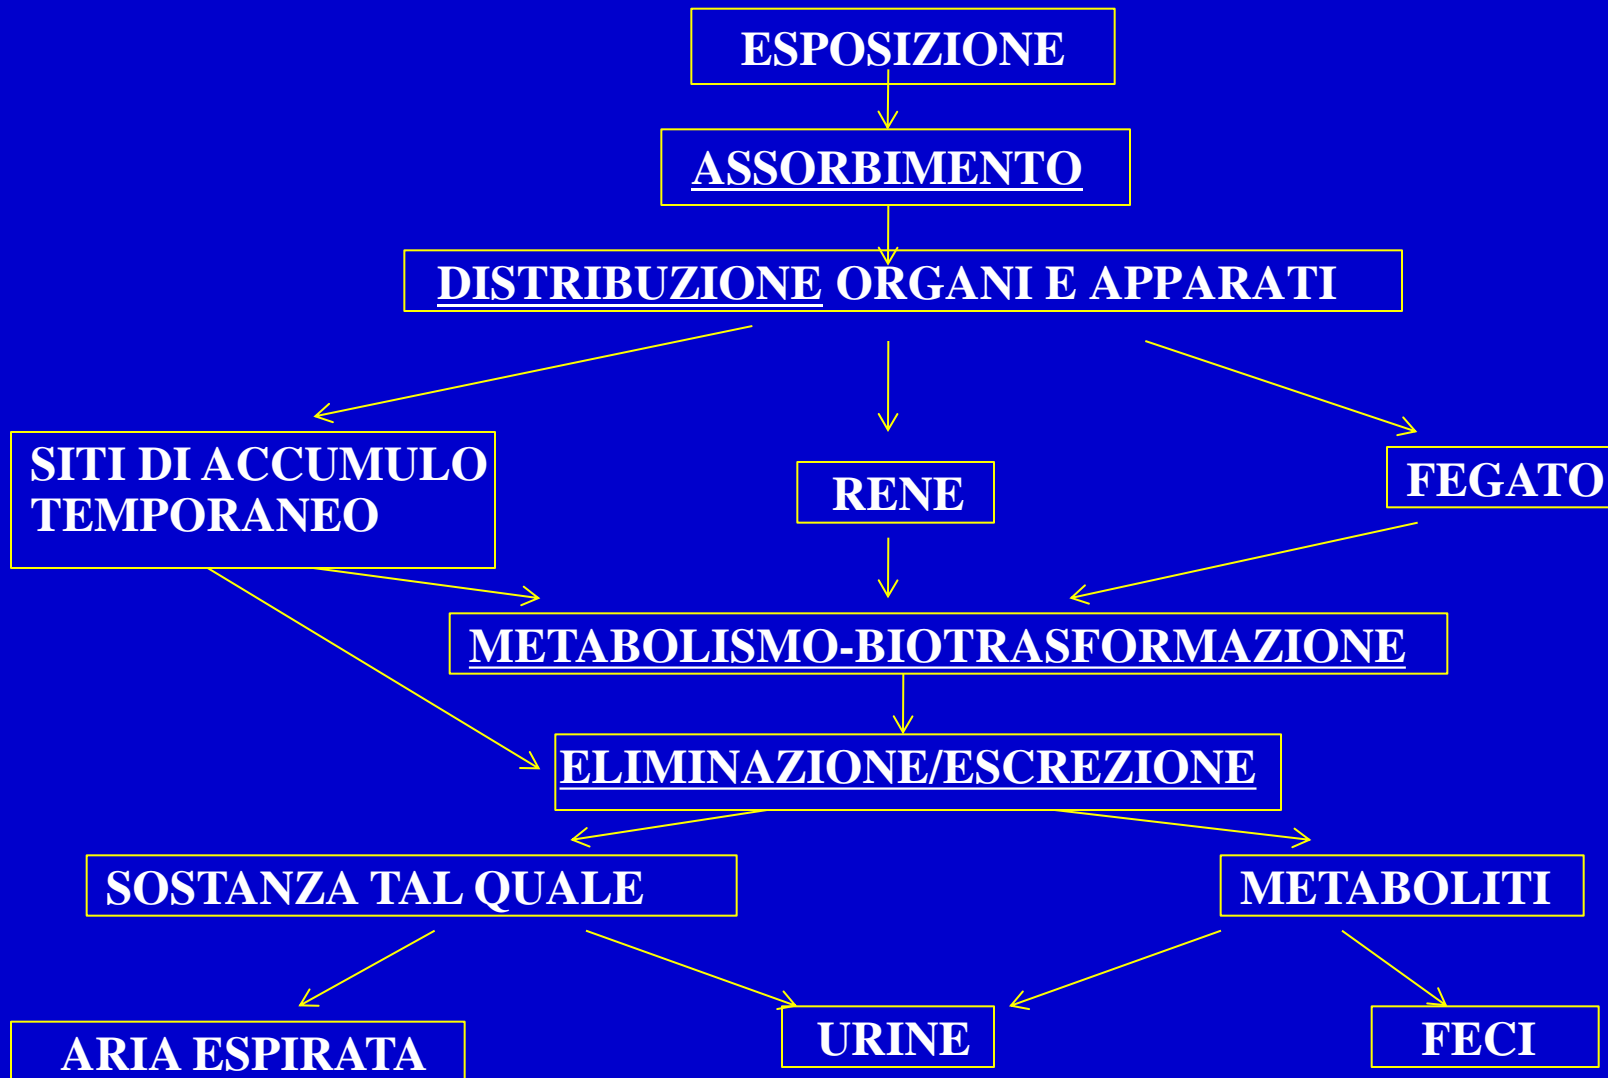 ESPOSIZIONE
ASSORBIMENTO
DISTRIBUZIONE ORGANI E APPARATI
SITI DI ACCUMULO
TEMPORANEO
RENE
FEGATO
METABOLISMO-BIOTRASFORMAZIONE
ELIMINAZIONE/ESCREZIONE
SOSTANZA TAL QUALE
METABOLITI
ARIA ESPIRATA
URINE
FECI